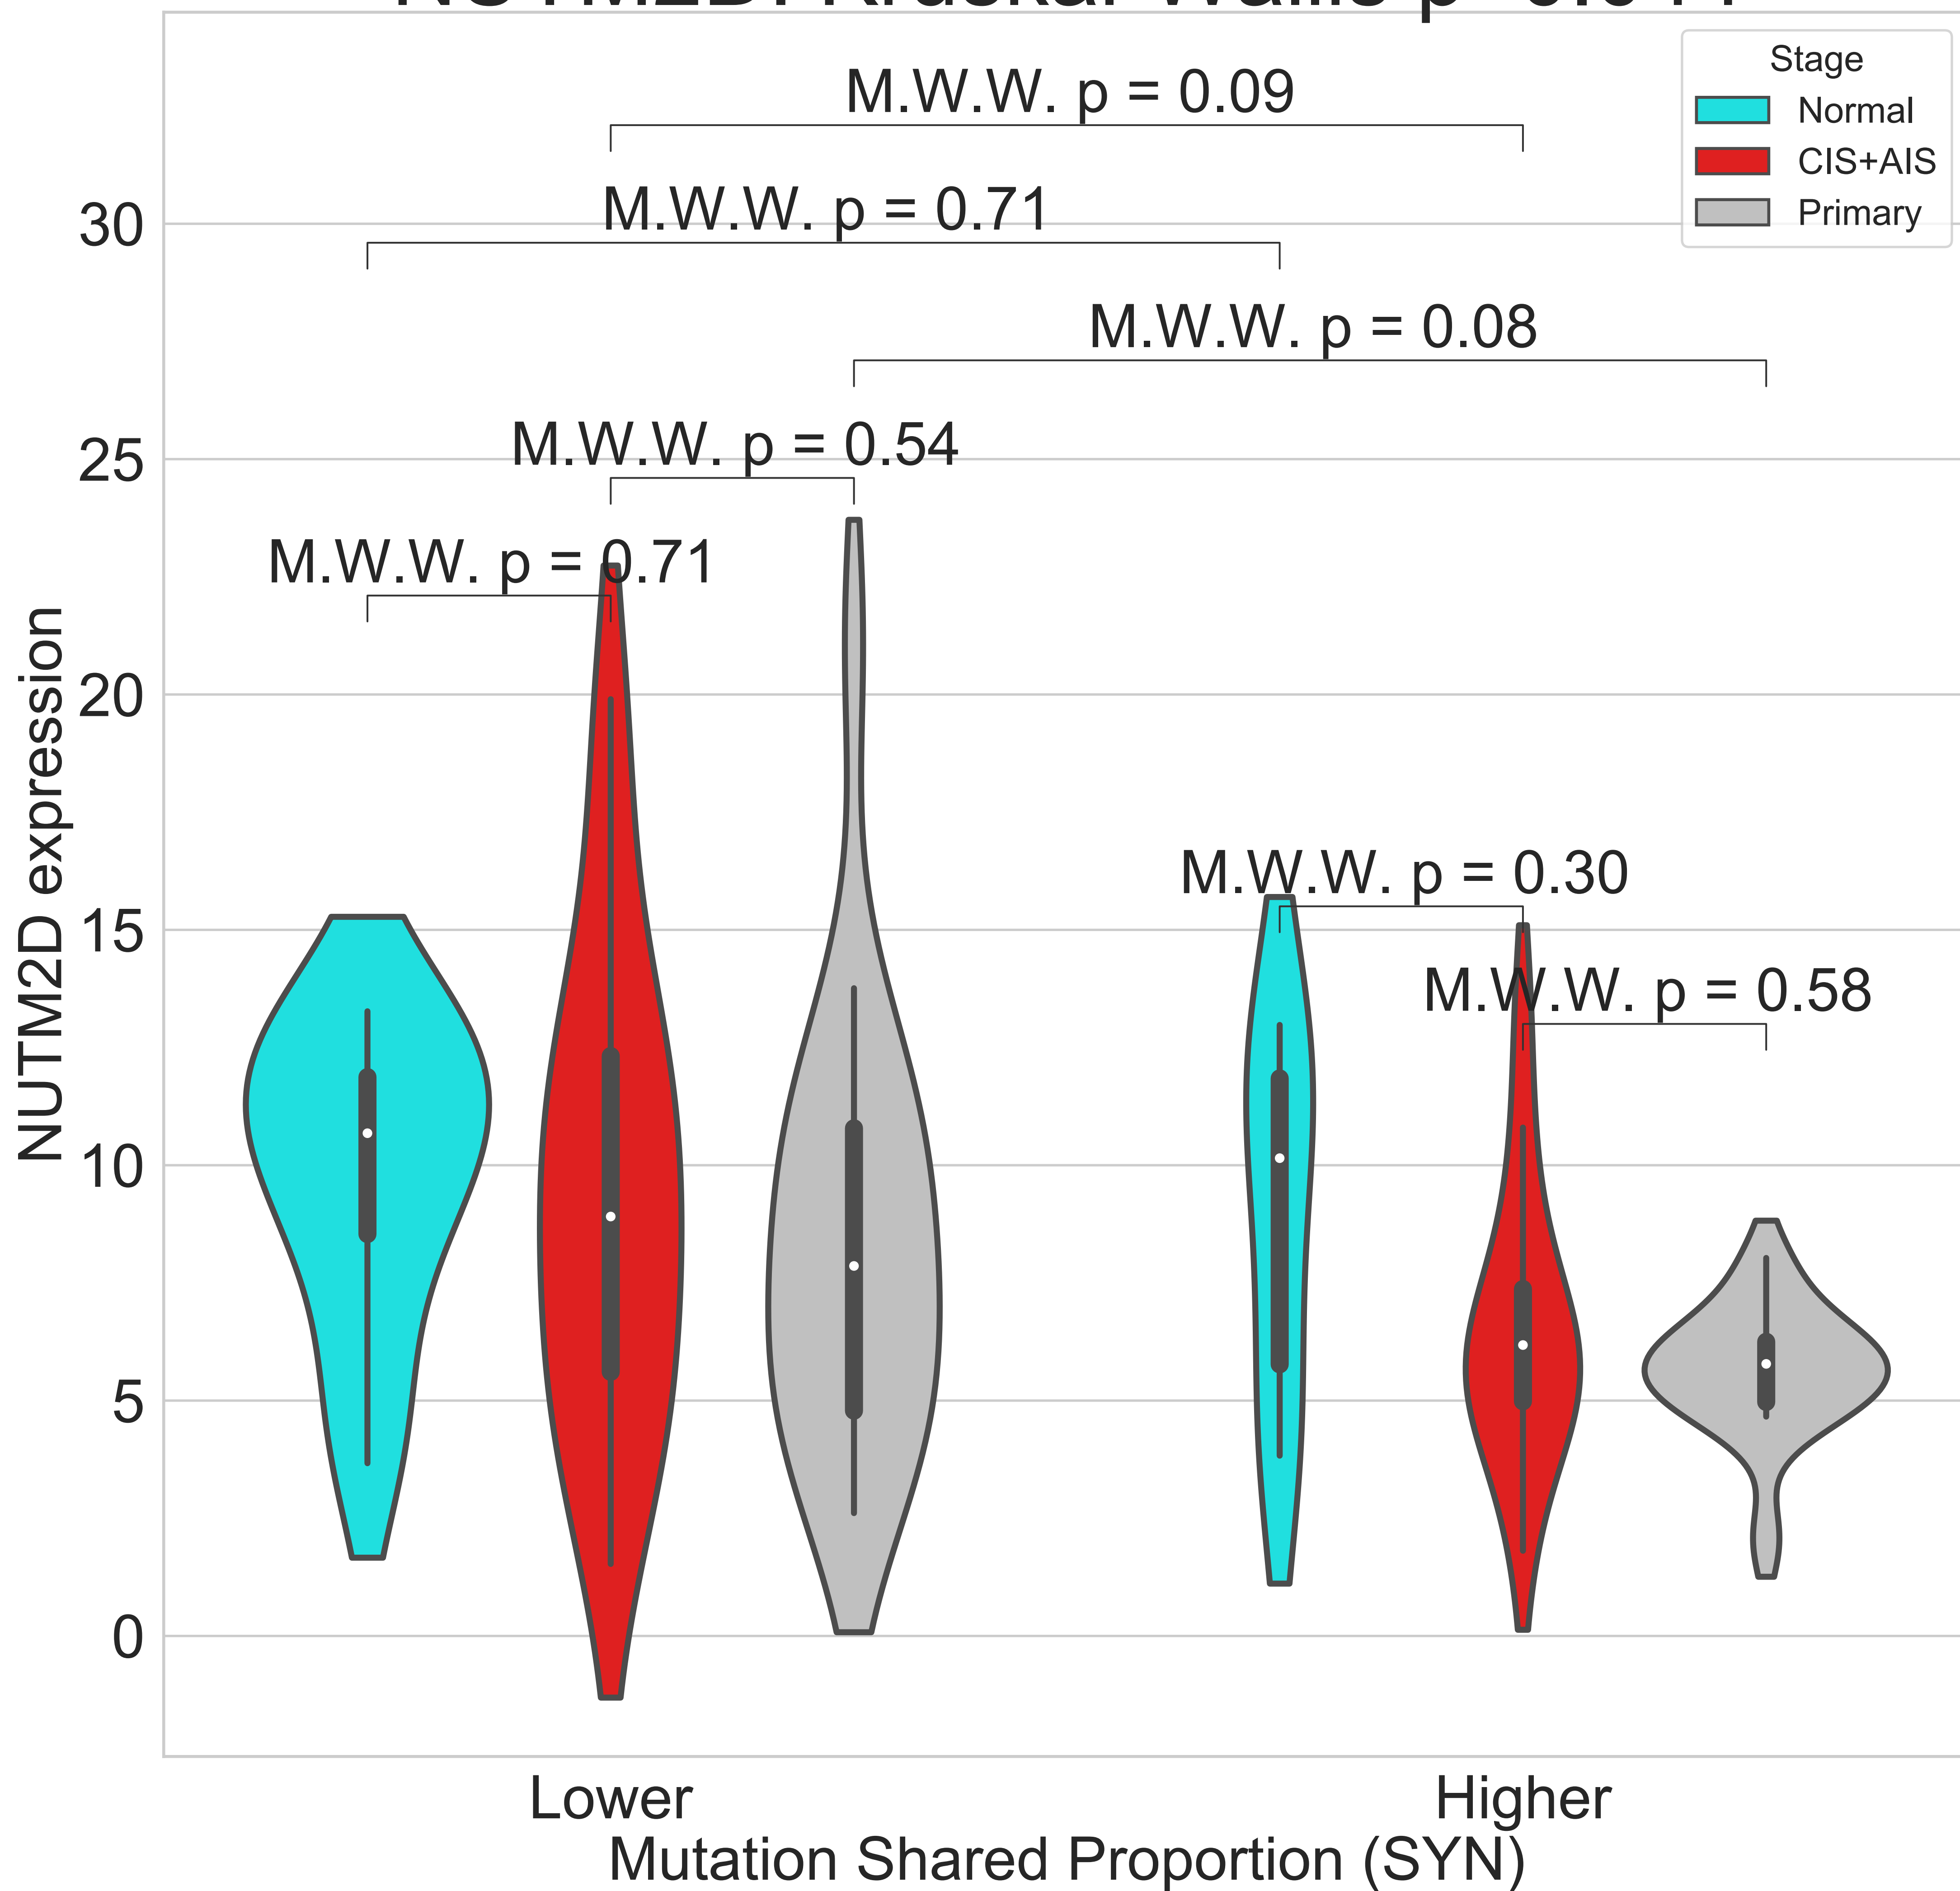 Stage
Normal
CIS+AIS
Primary
M.W.W. p = 0.09
M.W.W. p = 0.71
M.W.W. p = 0.08
M.W.W. p = 0.54
M.W.W. p = 0.71
M.W.W. p = 0.30
M.W.W. p = 0.58
30
25
20
15
10
5
0
NUTM2D expression
Lower
Higher
Mutation Shared Proportion (SYN)